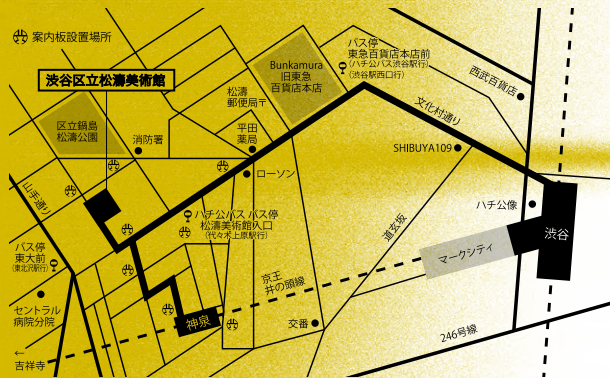 案内板設置場所
渋谷区立松濤美術館
Bunkamura
旧東急
百貨店本店
バス停
東急百貨店本店前
(ハチ公バス渋谷駅行)
(渋谷駅西口行)
西武百貨店
松濤
郵便局〒
文化村通り
区立鍋島
松濤公園
消防署
平田
薬局
SHIBUYA109
ローソン
山手通り
ハチ公バス バス停
松濤美術館入口
(代々木上原駅行)
ハチ公像
道玄坂
渋谷
マークシティ
バス停
東大前
(東北沢駅行)
京王
井の頭線
セントラル
病院分院
神泉
交番
246号線
←
吉祥寺